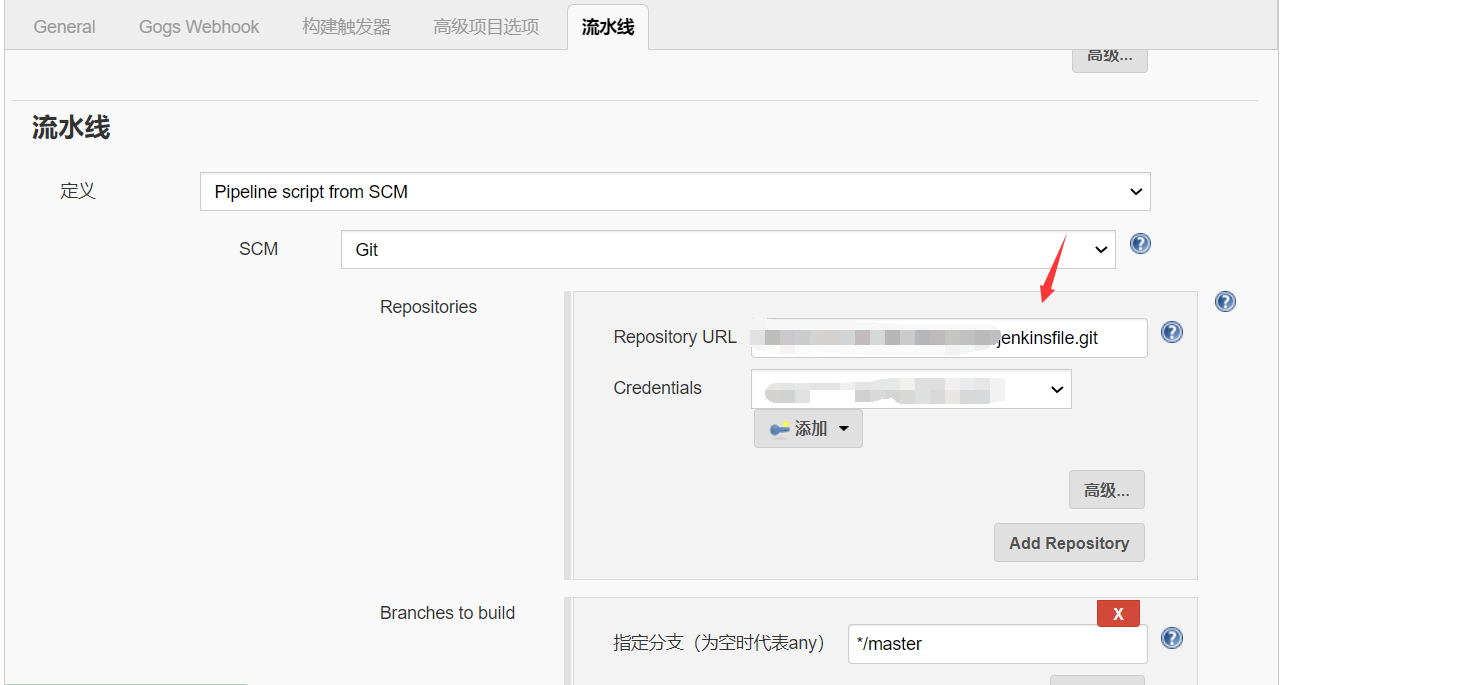 General Gogs Webhook 构建触发器 高级项目选项 流水线
高级...
流水线
定义 Pipeline script from SCM
SCM Git
Repositories
Repository URL jenkinsfile.git
Credentials
添加
高级...
Add Repository
Branches to build
X
指定分支（为空时代表any） */master